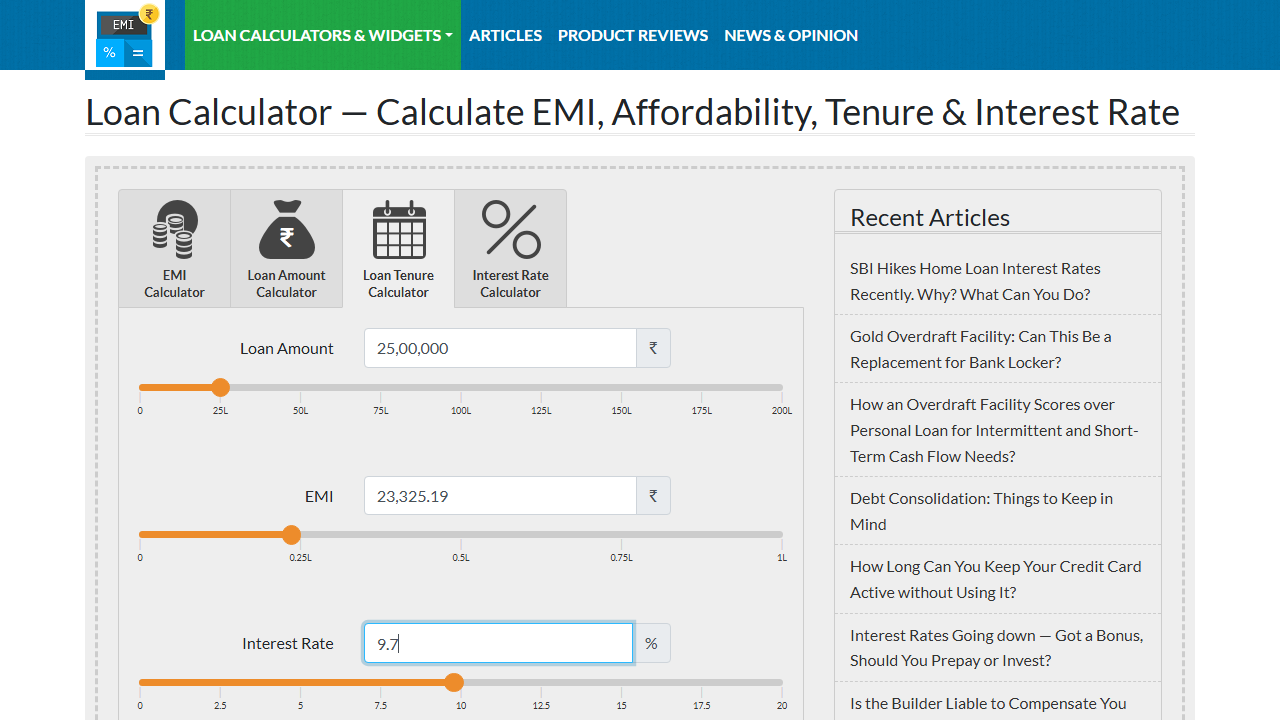 EMI
₹
%
=
LOAN CALCULATORS & WIDGETS ARTICLES PRODUCT REVIEWS NEWS & OPINION
Loan Calculator — Calculate EMI, Affordability, Tenure & Interest Rate
EMI
Calculator
₹
Loan Amount
Calculator
Loan Tenure
Calculator
Interest Rate
Calculator
Loan Amount 25,00,000 ₹
0 25L 50L 75L 100L 125L 150L 175L 200L
EMI 23,325.19 ₹
0 0.25L 0.5L 0.75L 1L
Interest Rate 9.7 %
0 2.5 5 7.5 10 12.5 15 17.5 20
Recent Articles
SBI Hikes Home Loan Interest Rates
Recently. Why? What Can You Do?
Gold Overdraft Facility: Can This Be a
Replacement for Bank Locker?
How an Overdraft Facility Scores over
Personal Loan for Intermittent and Short-
Term Cash Flow Needs?
Debt Consolidation: Things to Keep in
Mind
How Long Can You Keep Your Credit Card
Active without Using It?
Interest Rates Going down — Got a Bonus,
Should You Prepay or Invest?
Is the Builder Liable to Compensate You